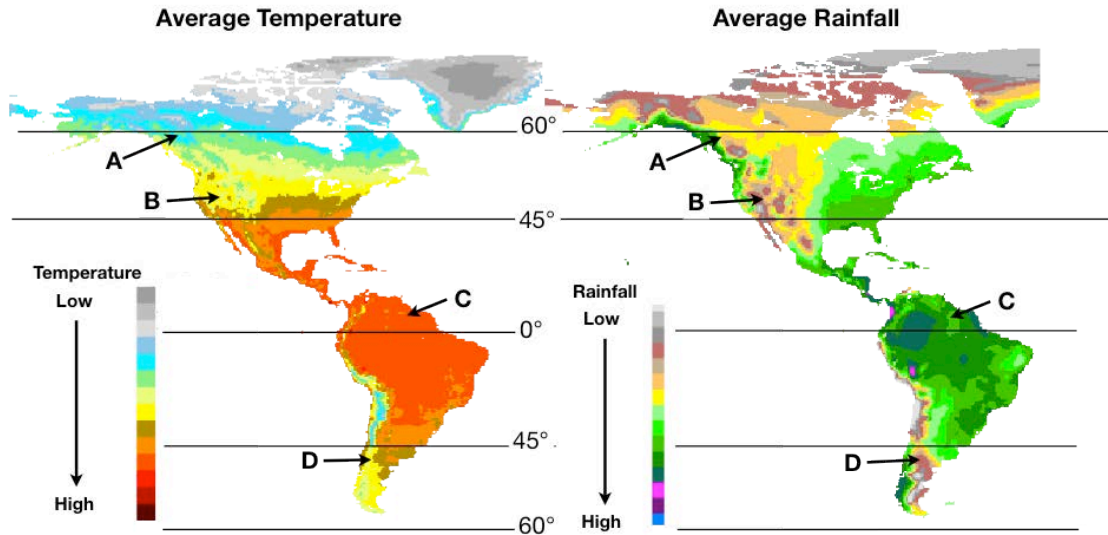 Average Temperature
Average Rainfall
60°
A
A
B
B
45°
Temperature
Low
High
Rainfall
Low
High
C
C
0°
45°
D
D
60°